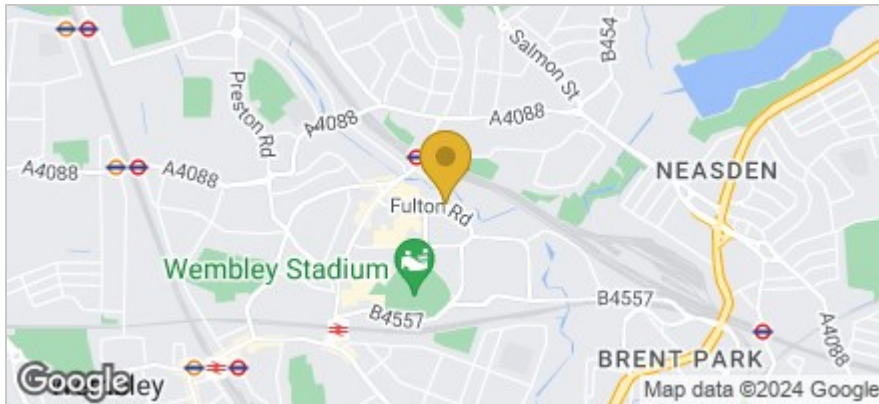 B454
Salmon St
Preston Rd
A4088
A4088
A4088
A4088
NEASDEN
Fulton Rd
Wembley Stadium
B4557
B4557
A4088
BRENT PARK
Google
Map data ©2024 Google